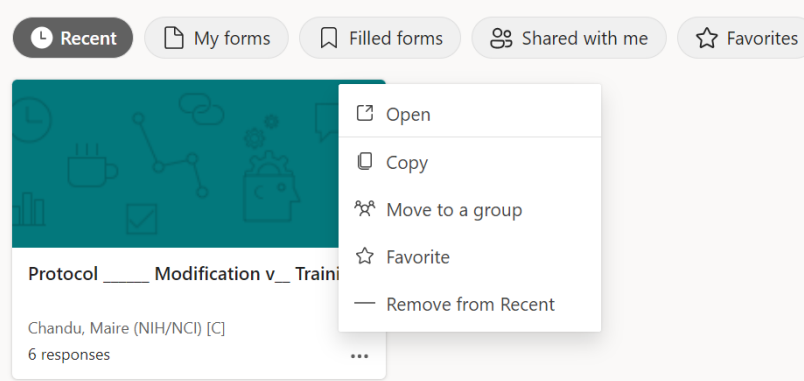 Recent
My forms
Filled forms
Shared with me
Favorites
Open
Copy
Move to a group
Favorite
Remove from Recent
Protocol ______ Modification v__ Traini
Chandu, Maire (NIH/NCI) [C]
6 responses